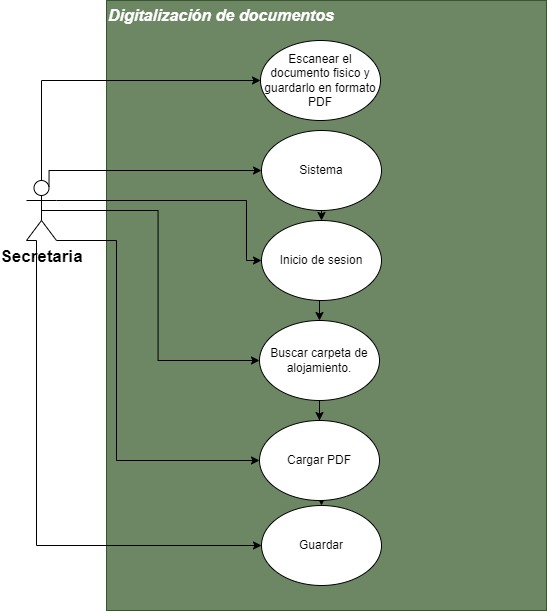 Digitalización de documentos
Escanear el
documento fisico y
guardarlo en formato
PDF
Sistema
Inicio de sesion
Secretaria
Buscar carpeta de
alojamiento.
Cargar PDF
Guardar